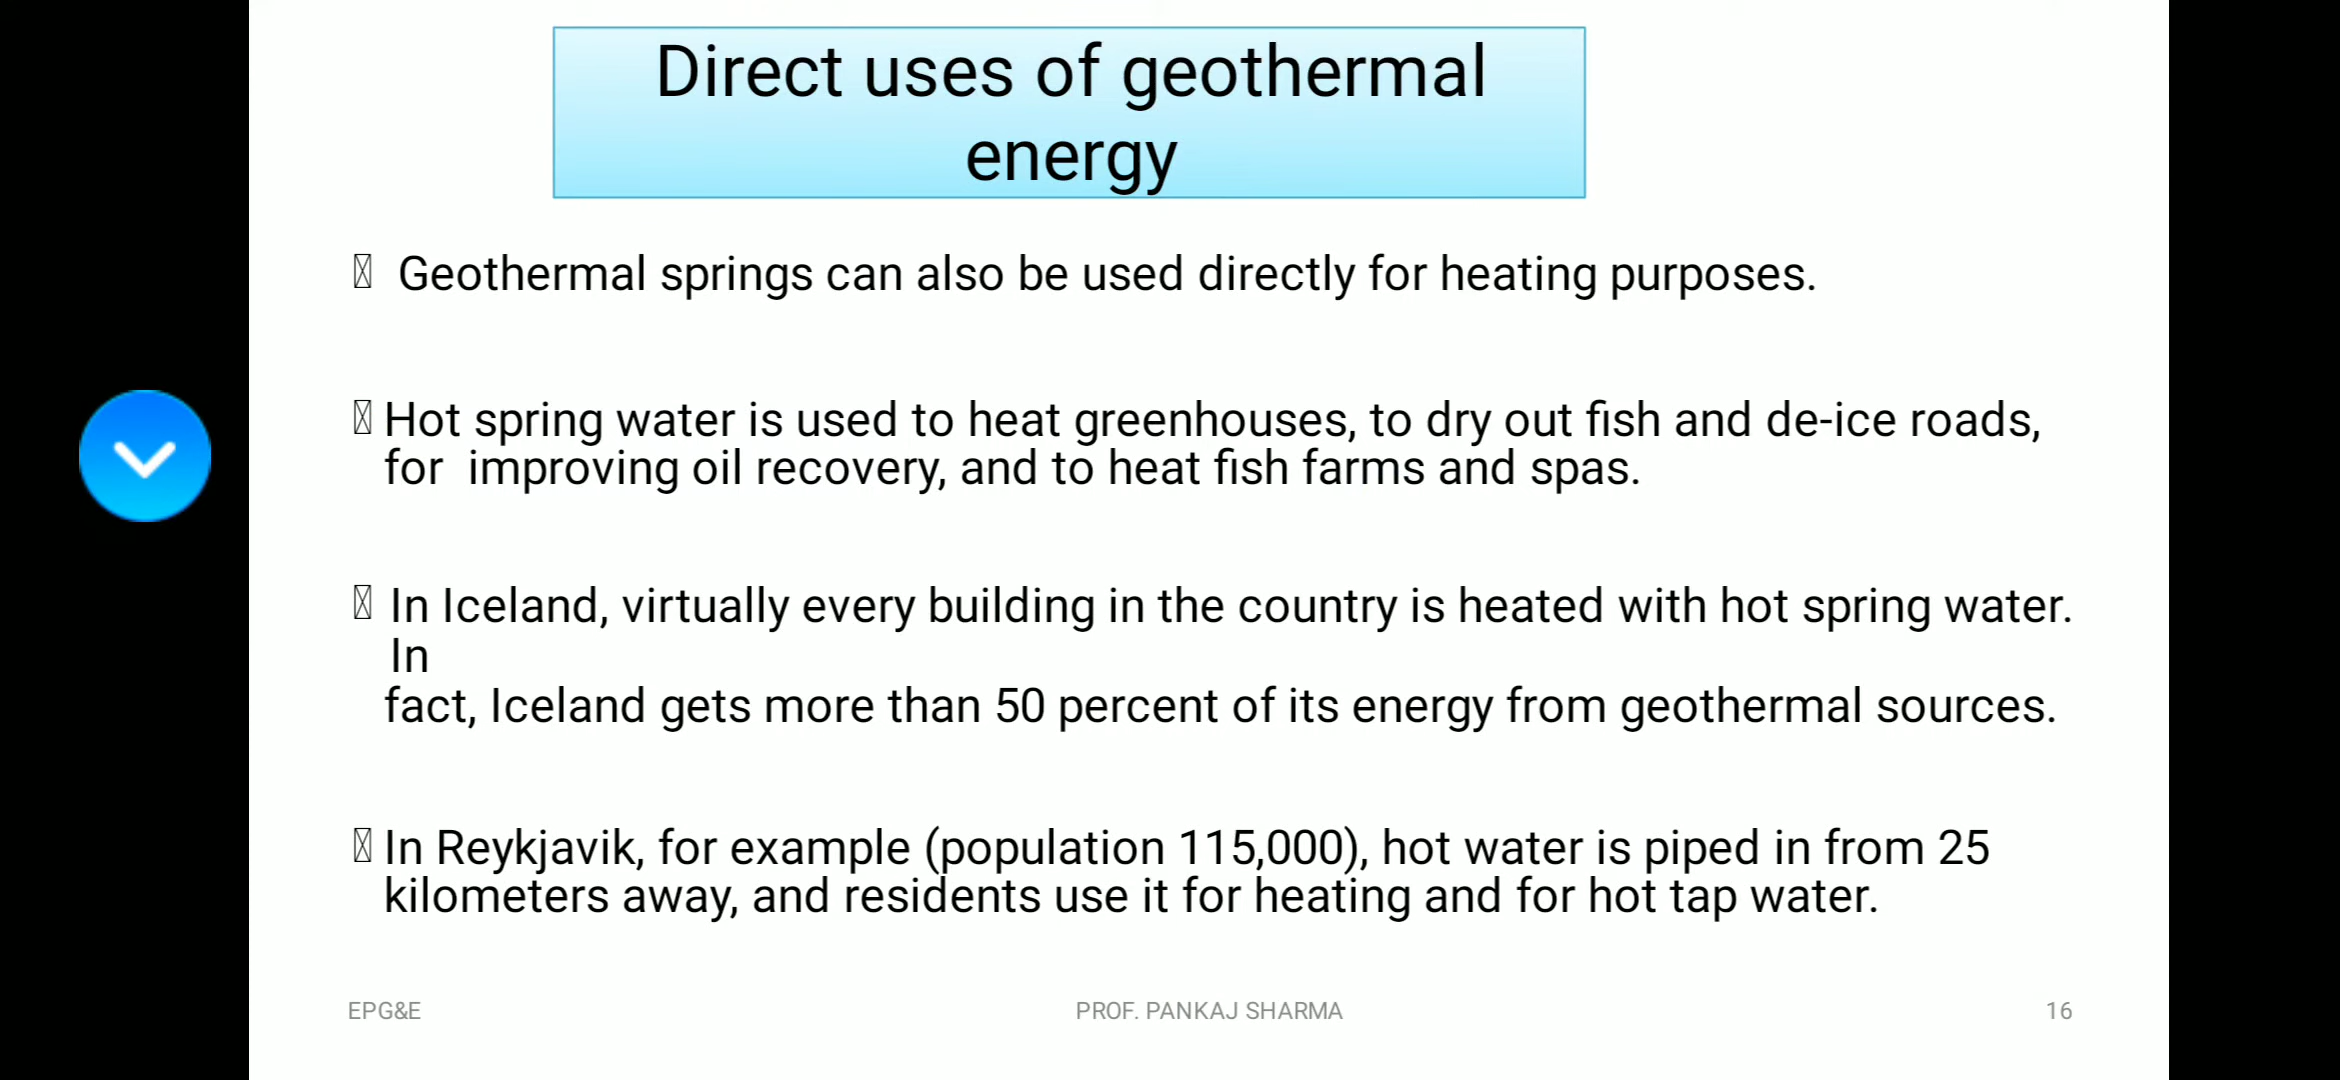 Direct uses of geothermal
energy
Geothermal springs can also be used directly for heating purposes.
Hot spring water is used to heat greenhouses, to dry out fish and de-ice roads,
for improving oil recovery, and to heat fish farms and spas.
In Iceland, virtually every building in the country is heated with hot spring water.
In
fact, Iceland gets more than 50 percent of its energy from geothermal sources.
In Reykjavik, for example (population 115,000), hot water is piped in from 25
kilometers away, and residents use it for heating and for hot tap water.
EPG&E PROF. PANKAJ SHARMA 16